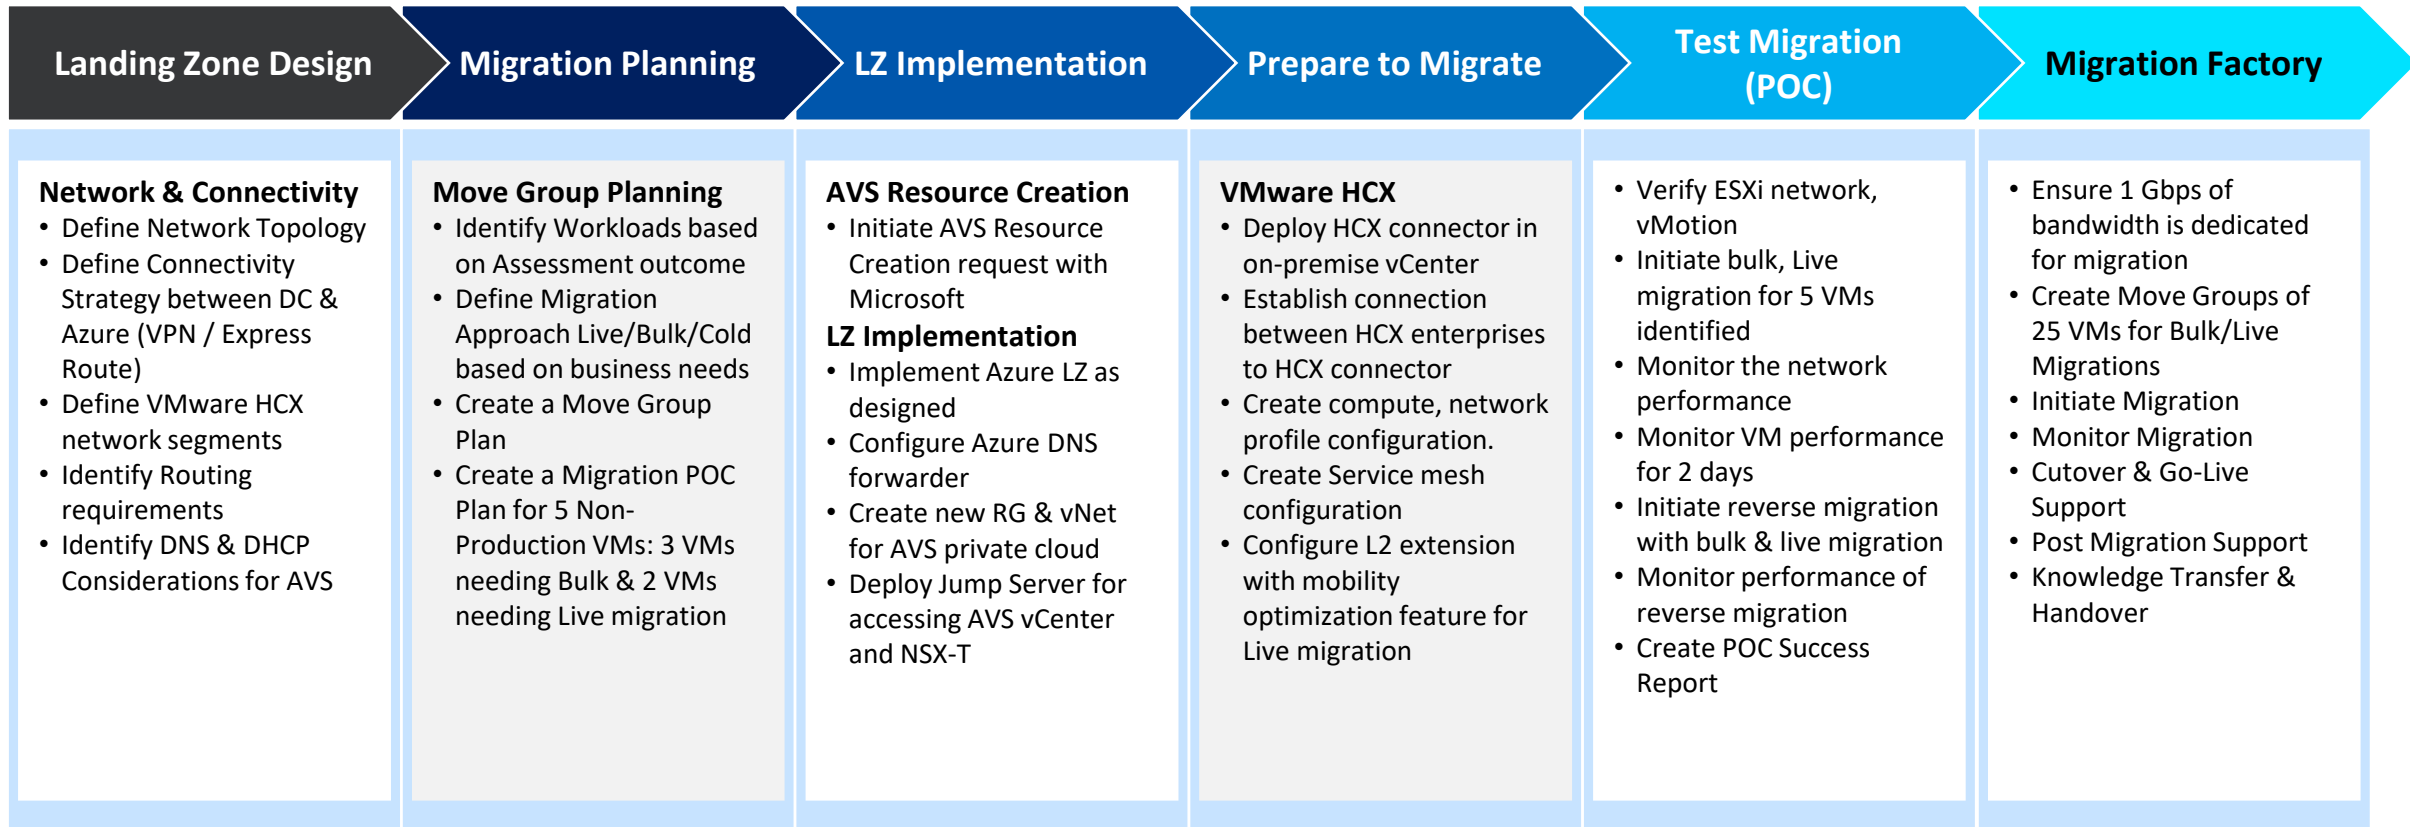 Landing Zone Design
Migration Planning
LZ Implementation
Prepare to Migrate
Test Migration
(POC)
Migration Factory
Network & Connectivity
• Define Network Topology
• Define Connectivity
Strategy between DC &
Azure (VPN / Express
Route)
• Define VMware HCX
network segments
• Identify Routing
requirements
• Identify DNS & DHCP
Considerations for AVS
Move Group Planning
• Identify Workloads based
on Assessment outcome
• Define Migration
Approach Live/Bulk/Cold
based on business needs
• Create a Move Group
Plan
• Create a Migration POC
Plan for 5 Non-
Production VMs: 3 VMs
needing Bulk & 2 VMs
needing Live migration
AVS Resource Creation
• Initiate AVS Resource
Creation request with
Microsoft
LZ Implementation
• Implement Azure LZ as
designed
• Configure Azure DNS
forwarder
• Create new RG & vNet
for AVS private cloud
• Deploy Jump Server for
accessing AVS vCenter
and NSX-T
VMware HCX
• Deploy HCX connector in
on-premise vCenter
• Establish connection
between HCX enterprises
to HCX connector
• Create compute, network
profile configuration.
• Create Service mesh
configuration
• Configure L2 extension
with mobility
optimization feature for
Live migration
• Verify ESXi network,
vMotion
• Initiate bulk, Live
migration for 5 VMs
identified
• Monitor the network
performance
• Monitor VM performance
for 2 days
• Initiate reverse migration
with bulk & live migration
• Monitor performance of
reverse migration
• Create POC Success
Report
• Ensure 1 Gbps of
bandwidth is dedicated
for migration
• Create Move Groups of
25 VMs for Bulk/Live
Migrations
• Initiate Migration
• Monitor Migration
• Cutover & Go-Live
Support
• Post Migration Support
• Knowledge Transfer &
Handover